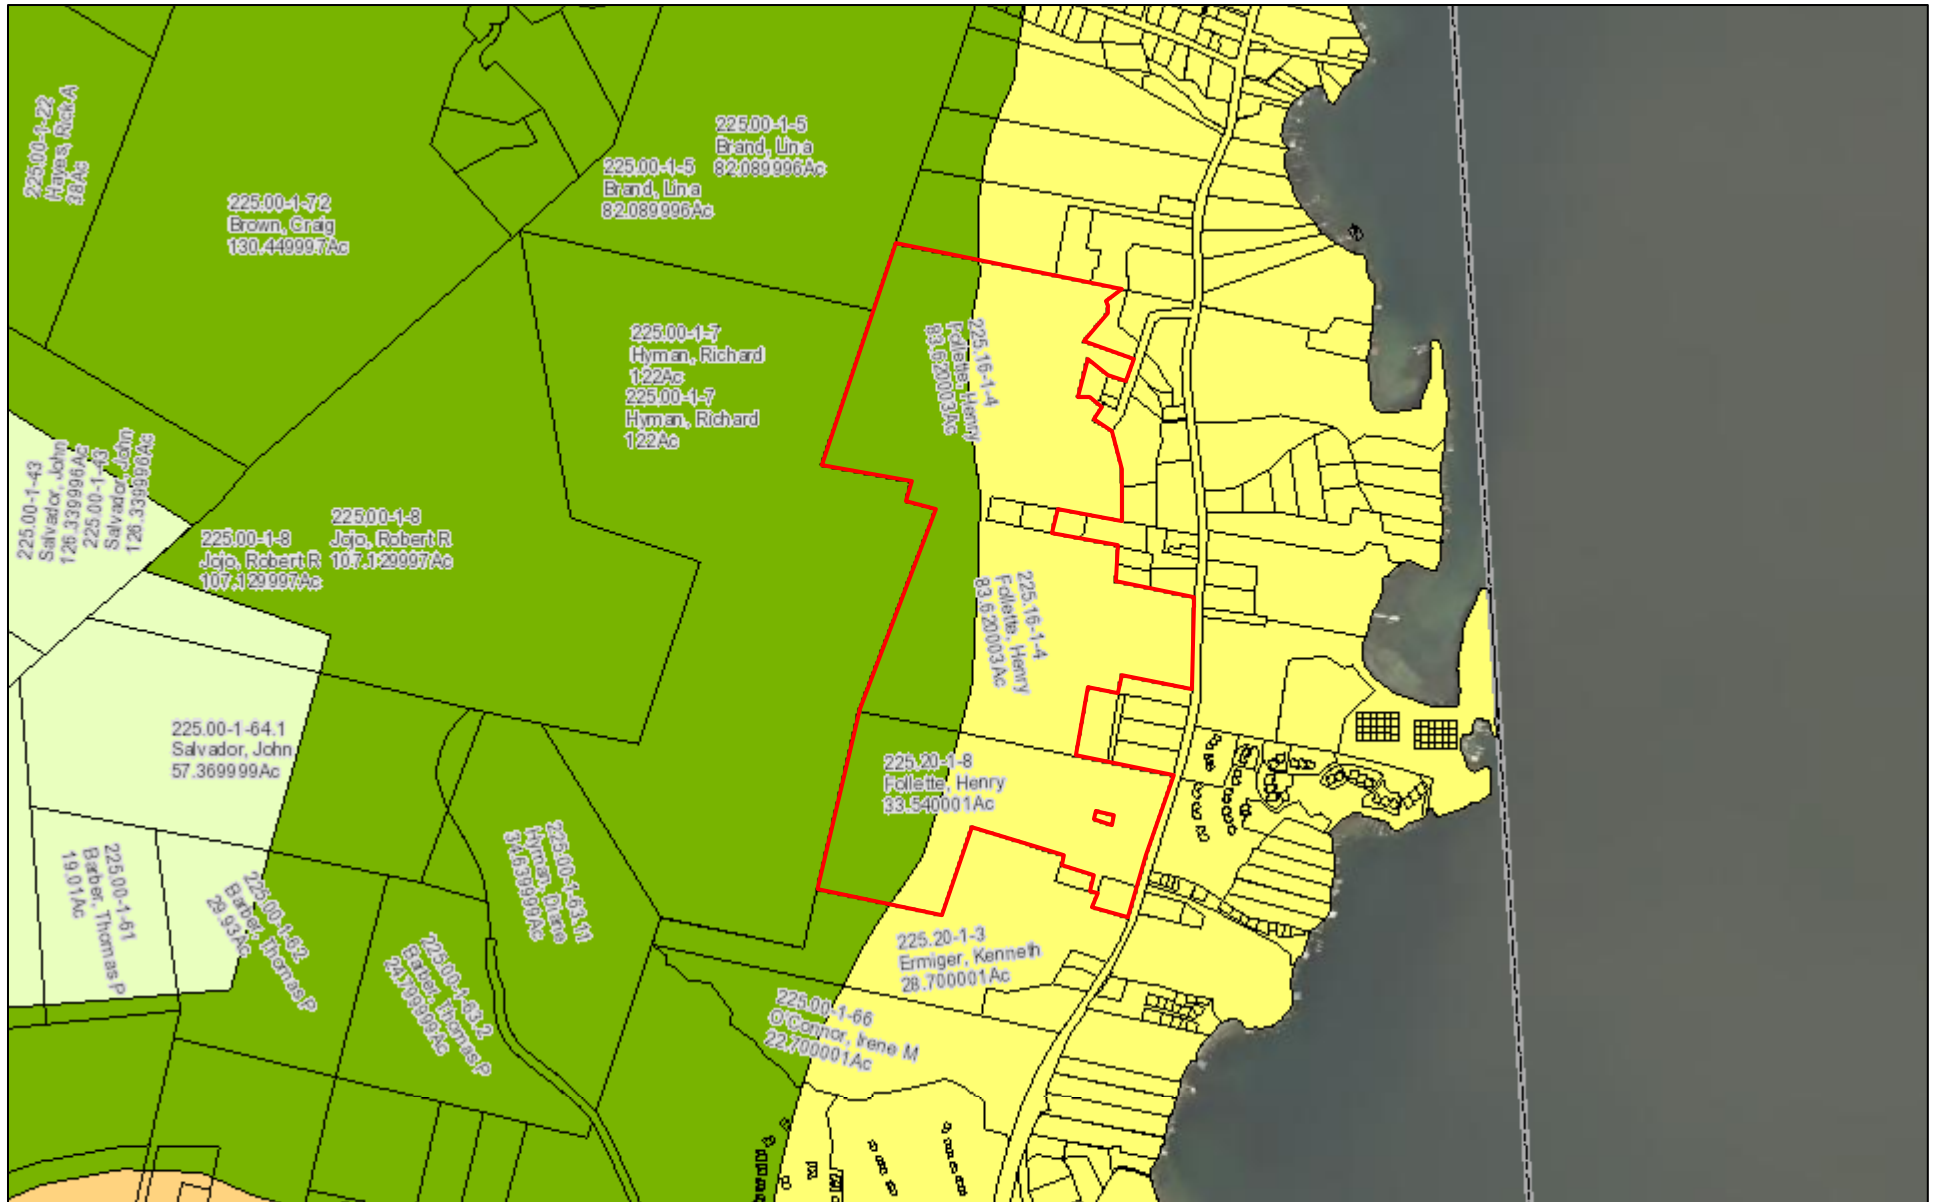 225.00-1-22
Hayes, Rick A
38Ac
225.00-1-72
Brown, Craig
130.449997Ac
225.00-1-5
Brand, Lina
82.089996Ac
225.00-1-5
Brand, Lina
82.089996Ac
225.00-1-7
Hyman, Richard
122Ac
225.00-1-7
Hyman, Richard
122Ac
225.16-1-4
Follette, Henry
83.620003Ac
225.00-1-43
Salvador, John
126.339996Ac
225.00-1-43
Salvador, John
126.339996Ac
225.00-1-8
Jojo, Robert R
107.129997Ac
225.00-1-8
Jojo, Robert R
107.129997Ac
225.16-1-4
Follette, Henry
83.620003Ac
225.00-1-64.1
Salvador, John
57.369999Ac
225.20-1-8
Follette, Henry
33.540001Ac
225.00-1-61
Barber, Thomas P
19.01Ac
225.00-1-62
Barber, Thomas P
29.93Ac
225.00-1-63.11
Hyman, Diane
225.00-1-63.2
Barber, Thomas P
24.799999Ac
225.20-1-3
Ermiger, Kenneth
28.700001Ac
225.00-1-66
O'Connor, Irene M
22.700001Ac